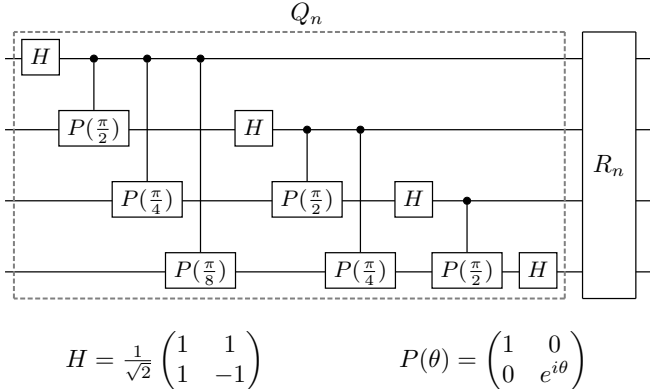 Q_n
H
P(π/2) H
P(π/4) P(π/2) H R_n
P(π/8) P(π/4) P(π/2) H
H = 1/√2 (1 1; 1 −1) P(θ) = (1 0; 0 e^{iθ})